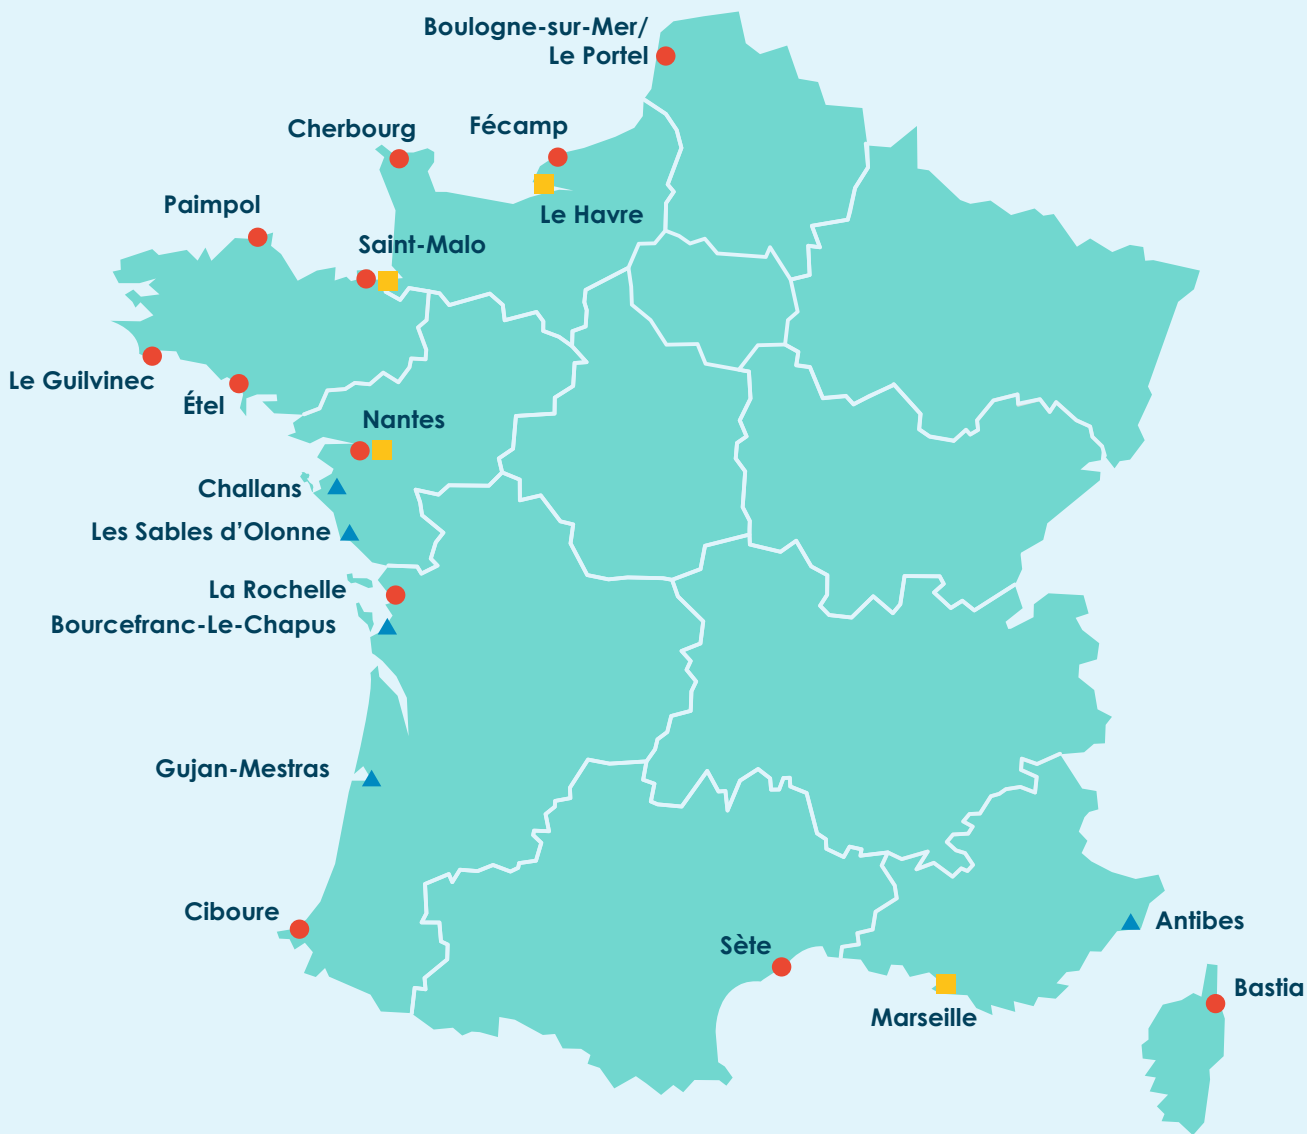 Boulogne-sur-Mer/
Le Portel
Cherbourg
Fécamp
Paimpol
Le Havre
Saint-Malo
Le Guilvinec
Étel
Nantes
Challans
Les Sables d’Olonne
La Rochelle
Bourcefranc-Le-Chapus
Gujan-Mestras
Ciboure
Sète
Antibes
Bastia
Marseille